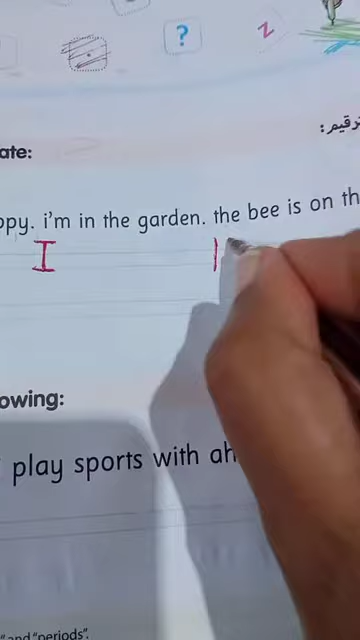 ?
z
ترقيم:
ate:
ppy. i'm in the garden. the bee is on th
I
owing:
play sports with ah
" and "periods".